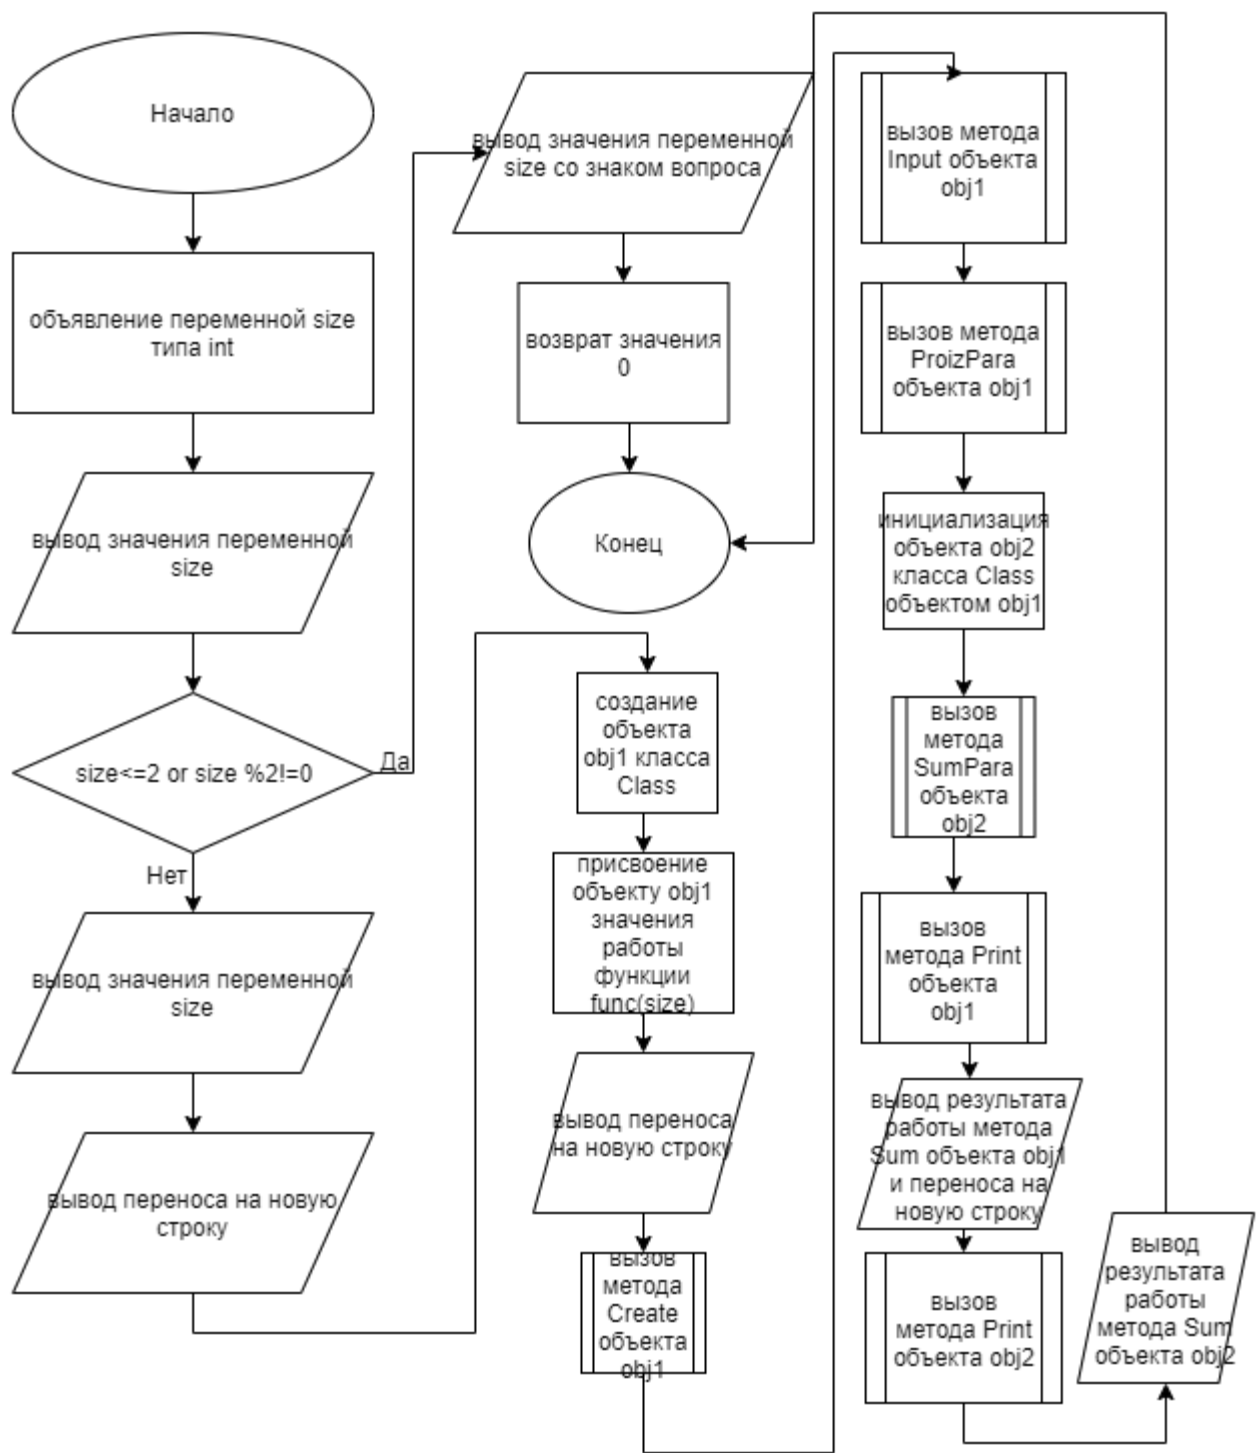 Начало
объявление переменной size
типа int
вывод значения переменной
size
size<=2 or size %2!=0
Да
Нет
вывод значения переменной
size
вывод переноса на новую
строку
вывод значения переменной
size со знаком вопроса
возврат значения
0
Конец
создание
объекта
obj1 класса
Class
присвоение
объекту obj1
значения
работы
функции
func(size)
вывод переноса
на новую строку
вызов
метода
Create
объекта
obj1
вызов метода
Input объекта
obj1
вызов метода
ProizPara
объекта obj1
инициализация
объекта obj2
класса Class
объектом obj1
вызов
метода
SumPara
объекта
obj2
вызов
метода Print
объекта
obj1
вывод результата
работы метода
Sum объекта obj1
и переноса на
новую строку
вызов
метода Print
объекта obj2
вывод
результата
работы
метода Sum
объекта obj2